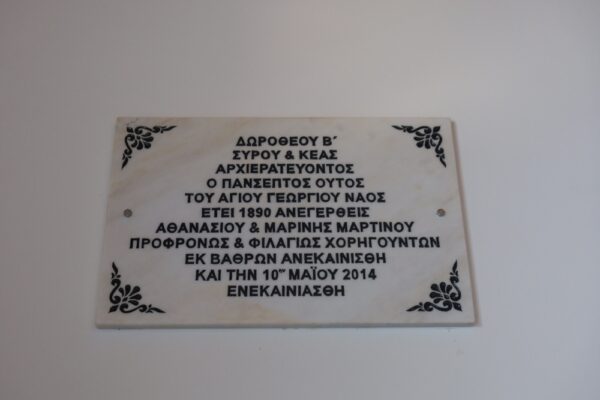 ΔΩΡΟΘΕΟΥ Β΄
ΣΥΡΟΥ & ΚΕΑΣ
ΑΡΧΙΕΡΑΤΕΥΟΝΤΟΣ
Ο ΠΑΝΣΕΠΤΟΣ ΟΥΤΟΣ
ΤΟΥ ΑΓΙΟΥ ΓΕΩΡΓΙΟΥ ΝΑΟΣ
ΕΤΕΙ 1890 ΑΝΕΓΕΡΘΕΙΣ
ΑΘΑΝΑΣΙΟΥ & ΜΑΡΙΝΗΣ ΜΑΡΤΙΝΟΥ
ΠΡΟΦΡΟΝΩΣ & ΦΙΛΑΓΙΩΣ ΧΟΡΗΓΟΥΝΤΩΝ
ΕΚ ΒΑΘΡΩΝ ΑΝΕΚΑΙΝΙΣΘΗ
ΚΑΙ ΤΗΝ 10ην ΜΑΪΟΥ 2014
ΕΝΕΚΑΙΝΙΑΣΘΗ